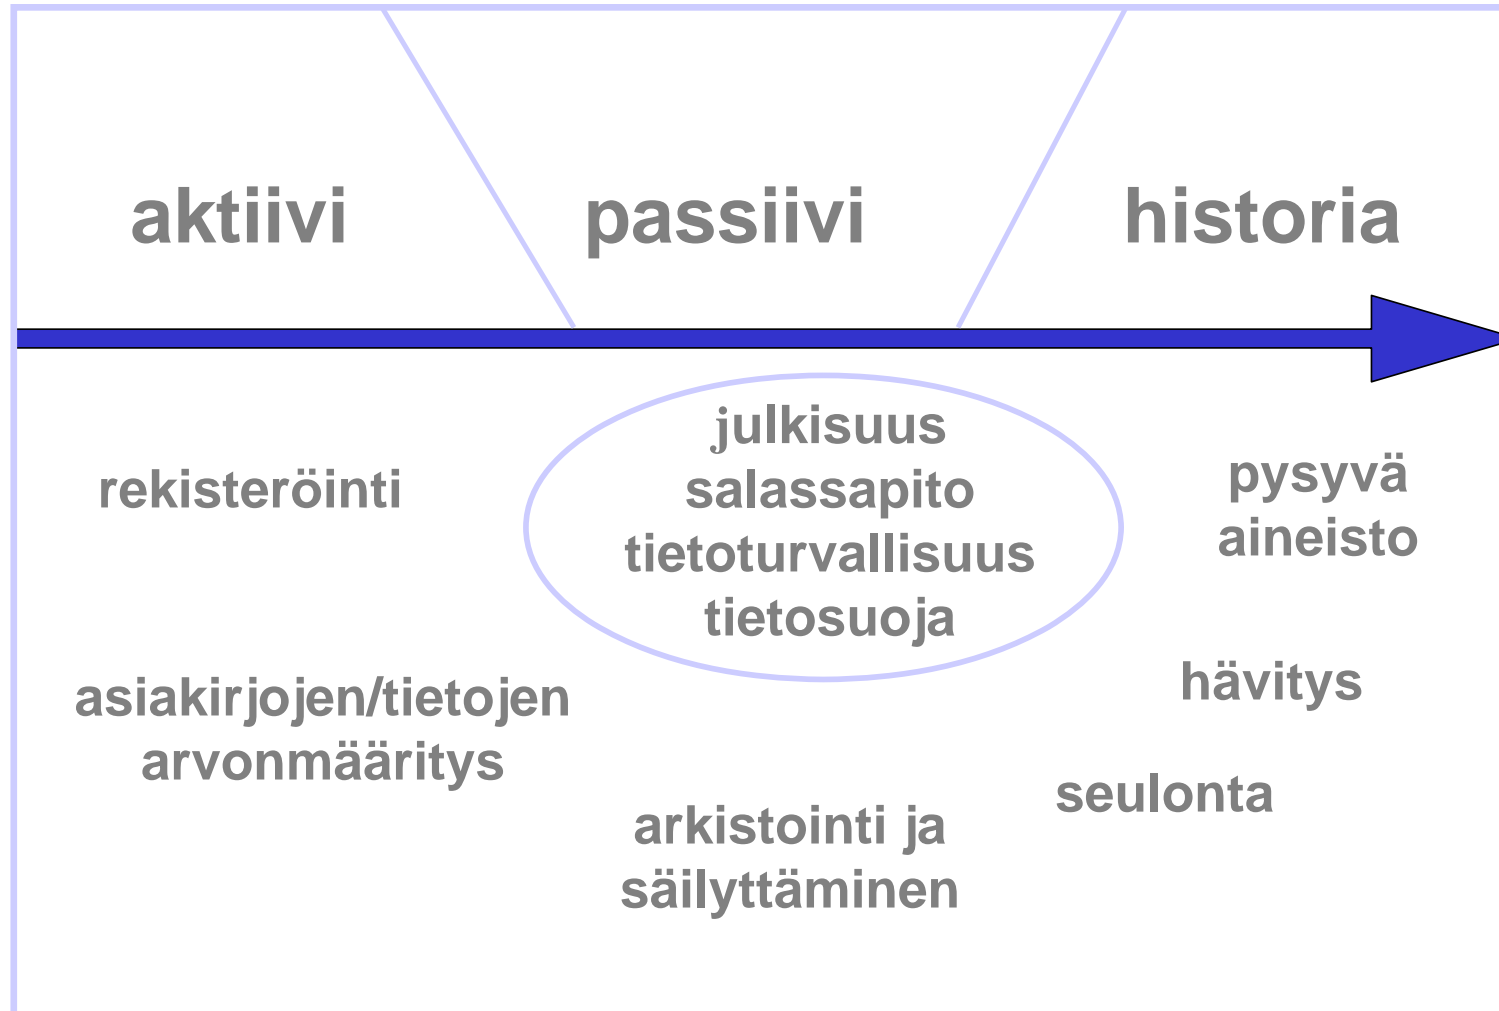 aktiivi
passiivi
historia
rekisteröinti
asiakirjojen/tietojen
arvonmääritys
julkisuus
salassapito
tietoturvallisuus
tietosuoja
arkistointi ja
säilyttäminen
pysyvä
aineisto
hävitys
seulonta